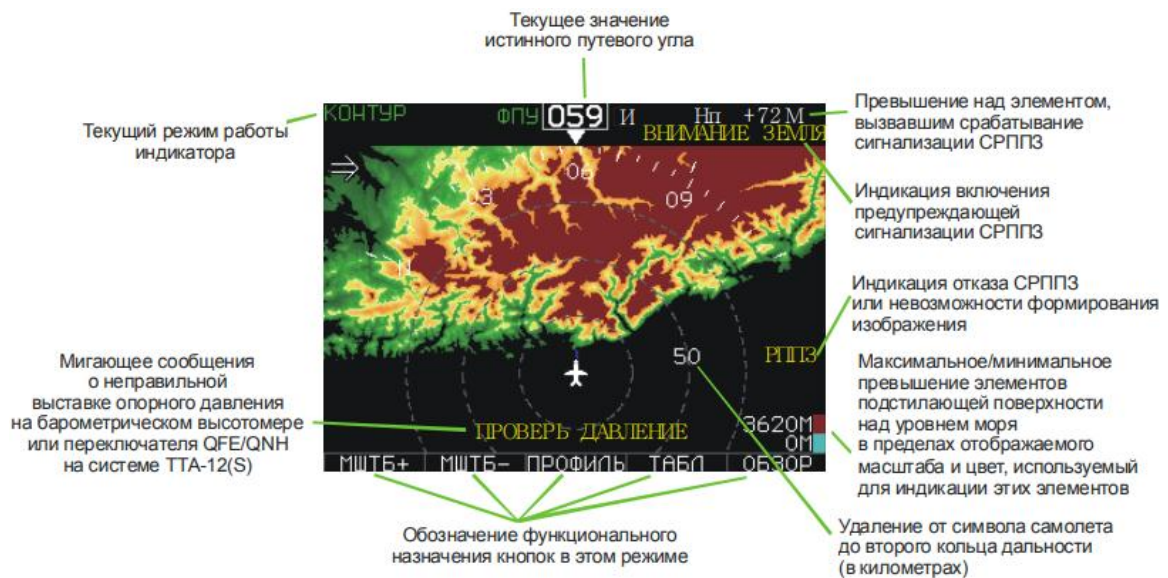 Текущее значение
истинного путевого угла
Текущий режим работы
индикатора
КОНТУР
ФПУ 059 И
Нп +72М
ВНИМАНИЕ ЗЕМЛЯ
Превышение над элементом,
вызвавшим срабатывание
сигнализации СРППЗ
Индикация включения
предупреждающей
сигнализации СРППЗ
03
06
09
Индикация отказа СРППЗ
или невозможности формирования
изображения
50
РППЗ
Мигающее сообщения
о неправильной
выставке опорного давления
на барометрическом высотомере
или переключателя QFE/QNH
на системе ТТА-12(S)
ПРОВЕРЬ ДАВЛЕНИЕ
3620М
0М
Максимальное/минимальное
превышение элементов
подстилающей поверхности
над уровнем моря
в пределах отображаемого
масштаба и цвет, используемый
для индикации этих элементов
МШТБ+ МШТБ- ПРОФИЛЬ ТАБЛ ОБЗОР
Обозначение функционального
назначения кнопок в этом режиме
Удаление от символа самолета
до второго кольца дальности
(в километрах)